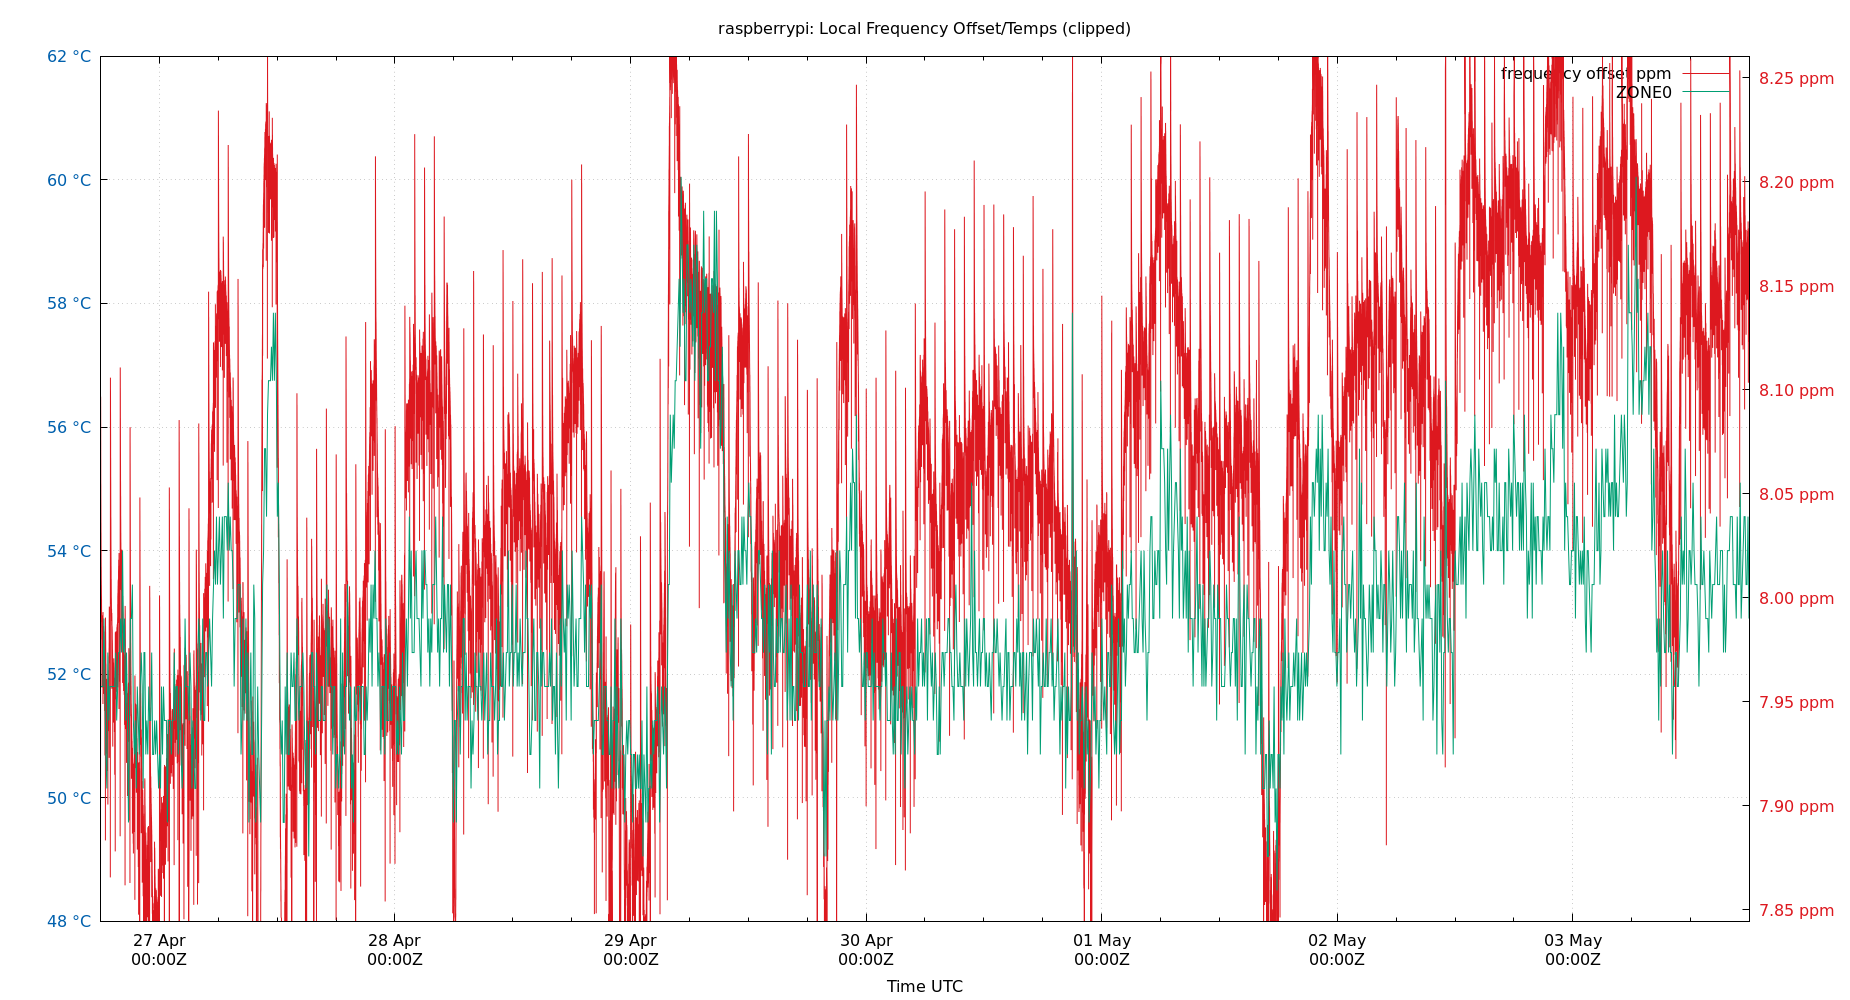 raspberrypi: Local Frequency Offset/Temps (clipped)
62 °C
60 °C
58 °C
56 °C
54 °C
52 °C
50 °C
48 °C
frequency offset ppm
ZONE0
8.25 ppm
8.20 ppm
8.15 ppm
8.10 ppm
8.05 ppm
8.00 ppm
7.95 ppm
7.90 ppm
7.85 ppm
27 Apr
00:00Z
28 Apr
00:00Z
29 Apr
00:00Z
30 Apr
00:00Z
01 May
00:00Z
02 May
00:00Z
03 May
00:00Z
Time UTC